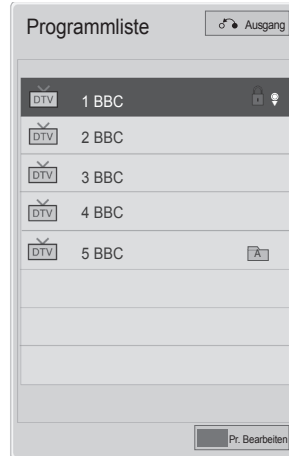 Programmliste
Ausgang
DTV 1 BBC
DTV 2 BBC
DTV 3 BBC
DTV 4 BBC
DTV 5 BBC A
Pr. Bearbeiten